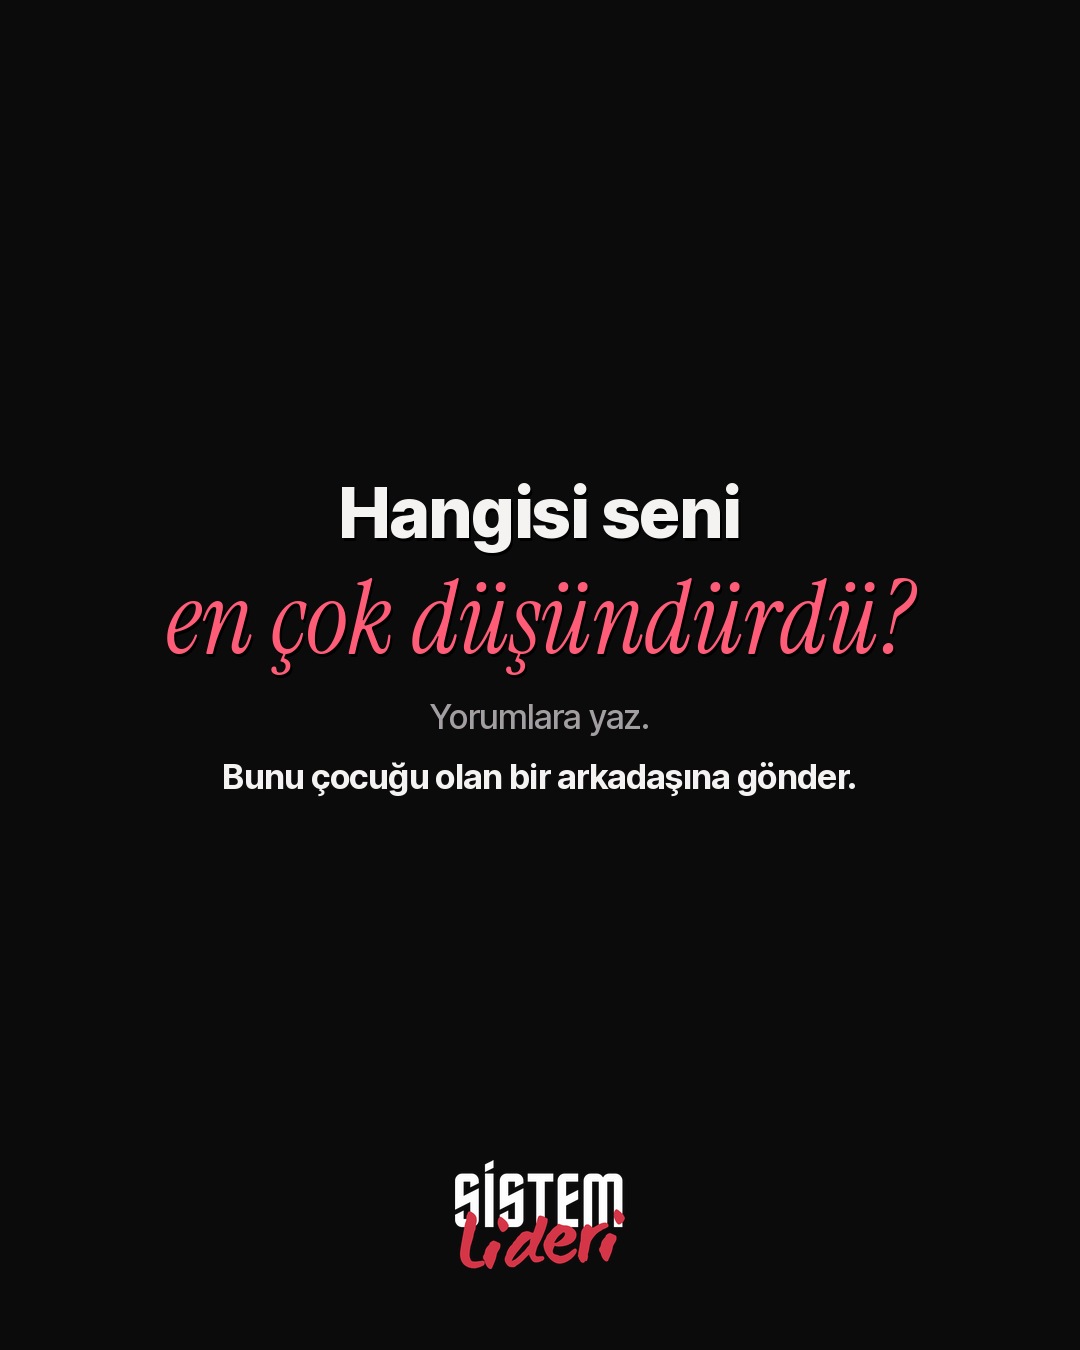 Hangisi seni
en çok düşündürdü?
Yorumlara yaz.
Bunu çocuğu olan bir arkadaşına gönder.
SİSTEM
Lideri